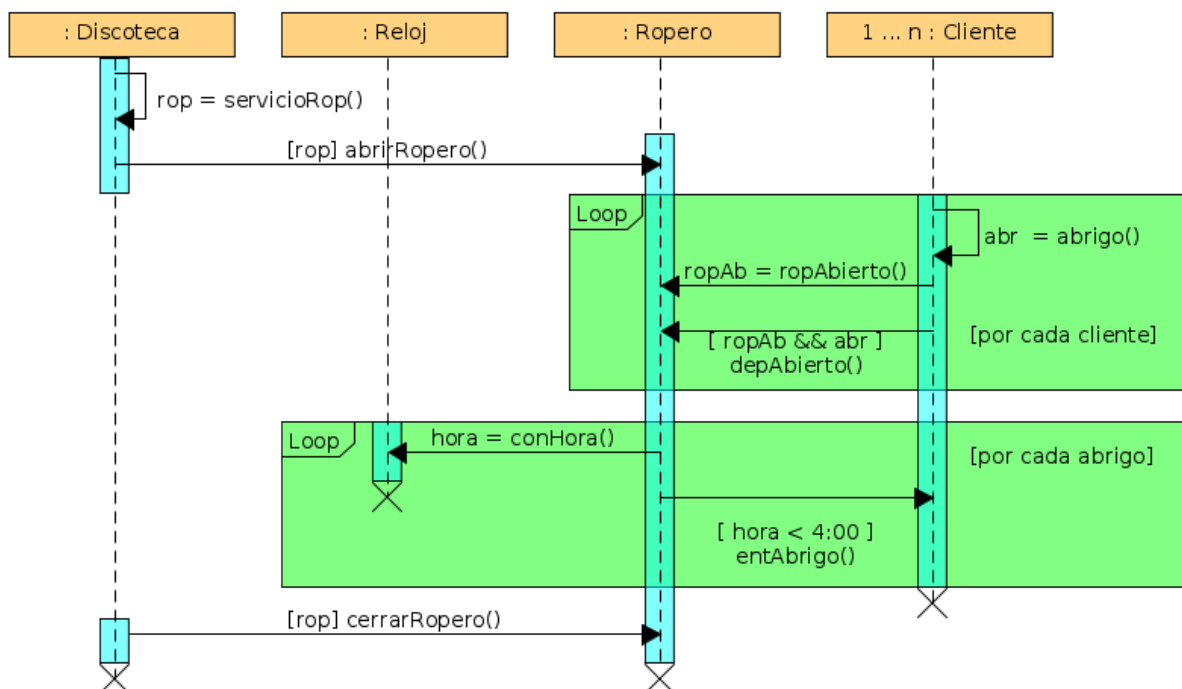 : Discoteca
: Reloj
: Ropero
1 ... n : Cliente
rop = servicioRop()
[rop] abrirRopero()
Loop
abr  = abrigo()
ropAb = ropAbierto()
[ ropAb && abr ]
depAbierto()
[por cada cliente]
Loop
hora = conHora()
[por cada abrigo]
[ hora < 4:00 ]
entAbrigo()
[rop] cerrarRopero()